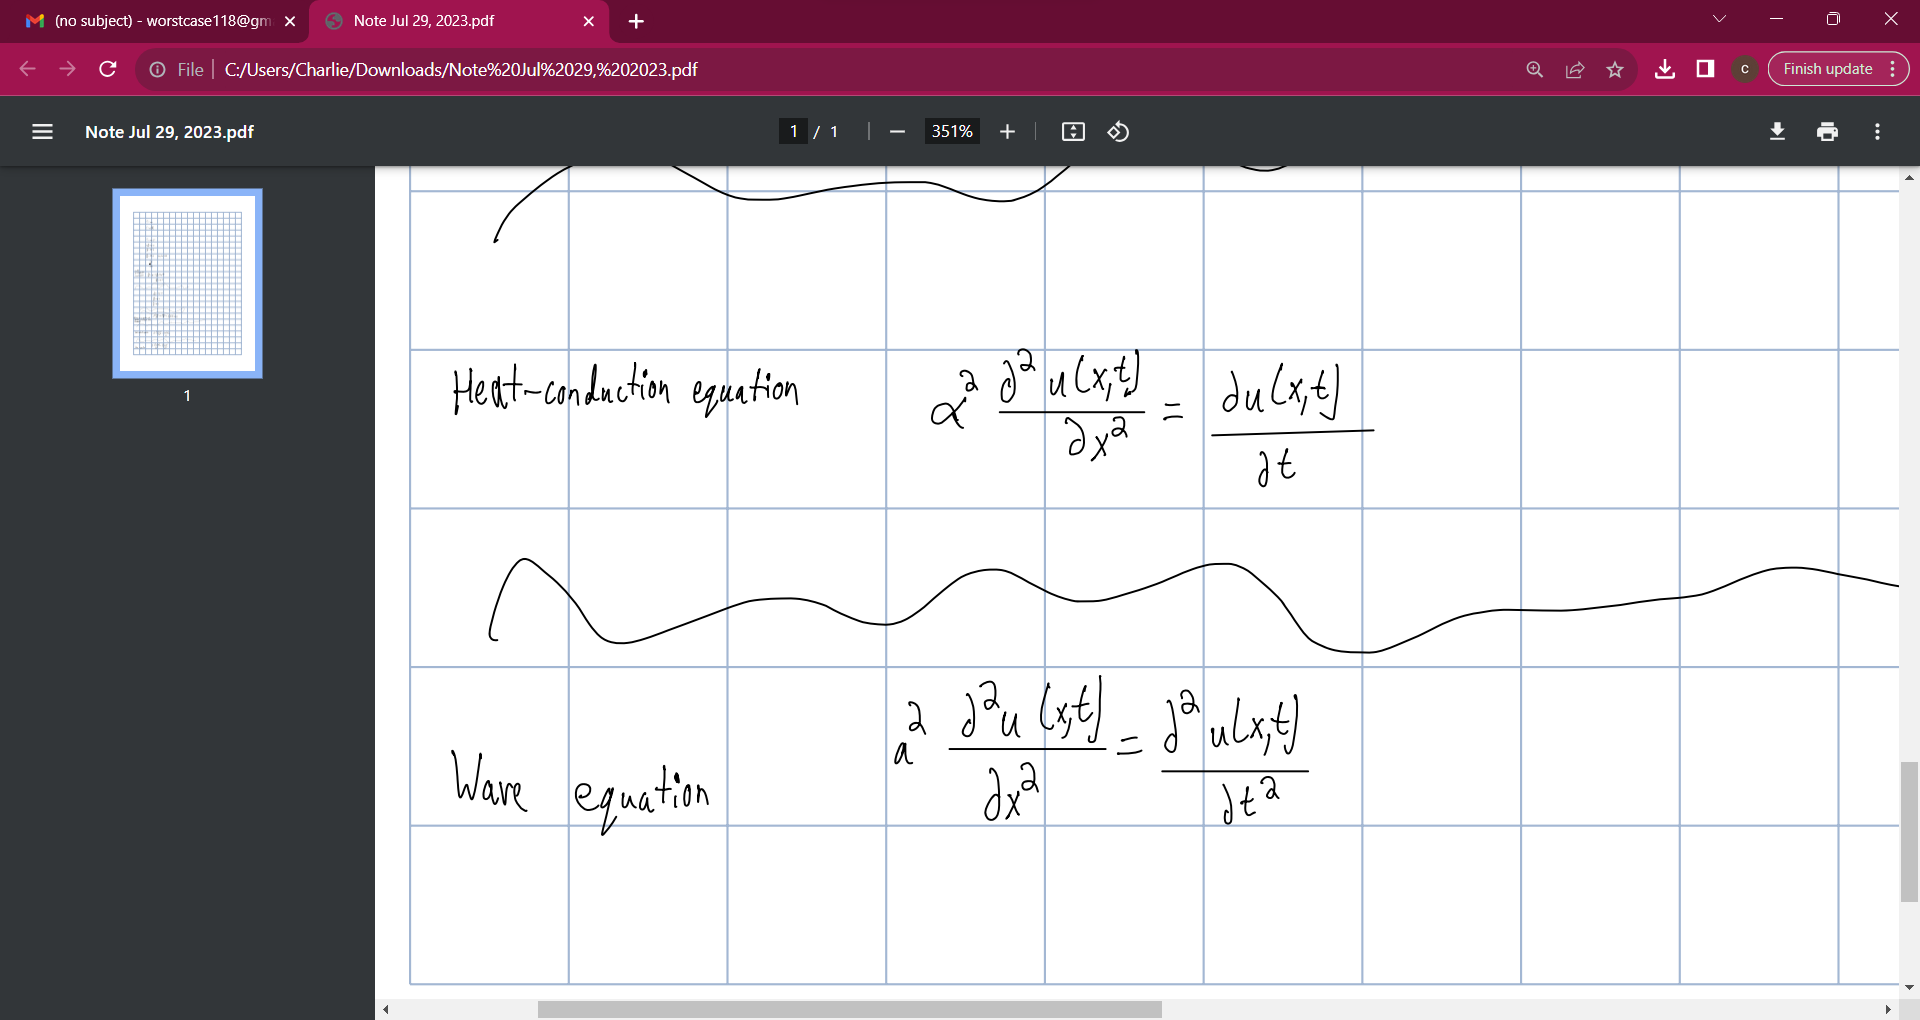 (no subject) - worstcase118@gm
Note Jul 29, 2023.pdf
File
C:/Users/Charlie/Downloads/Note%20Jul%2029,%202023.pdf
C
Finish update
Note Jul 29, 2023.pdf
1 / 1
351%
1
Heat-conduction equation α² ∂²u(x,t)/∂x² = ∂u(x,t)/∂t
Wave equation a² ∂²u(x,t)/∂x² = ∂²u(x,t)/∂t²